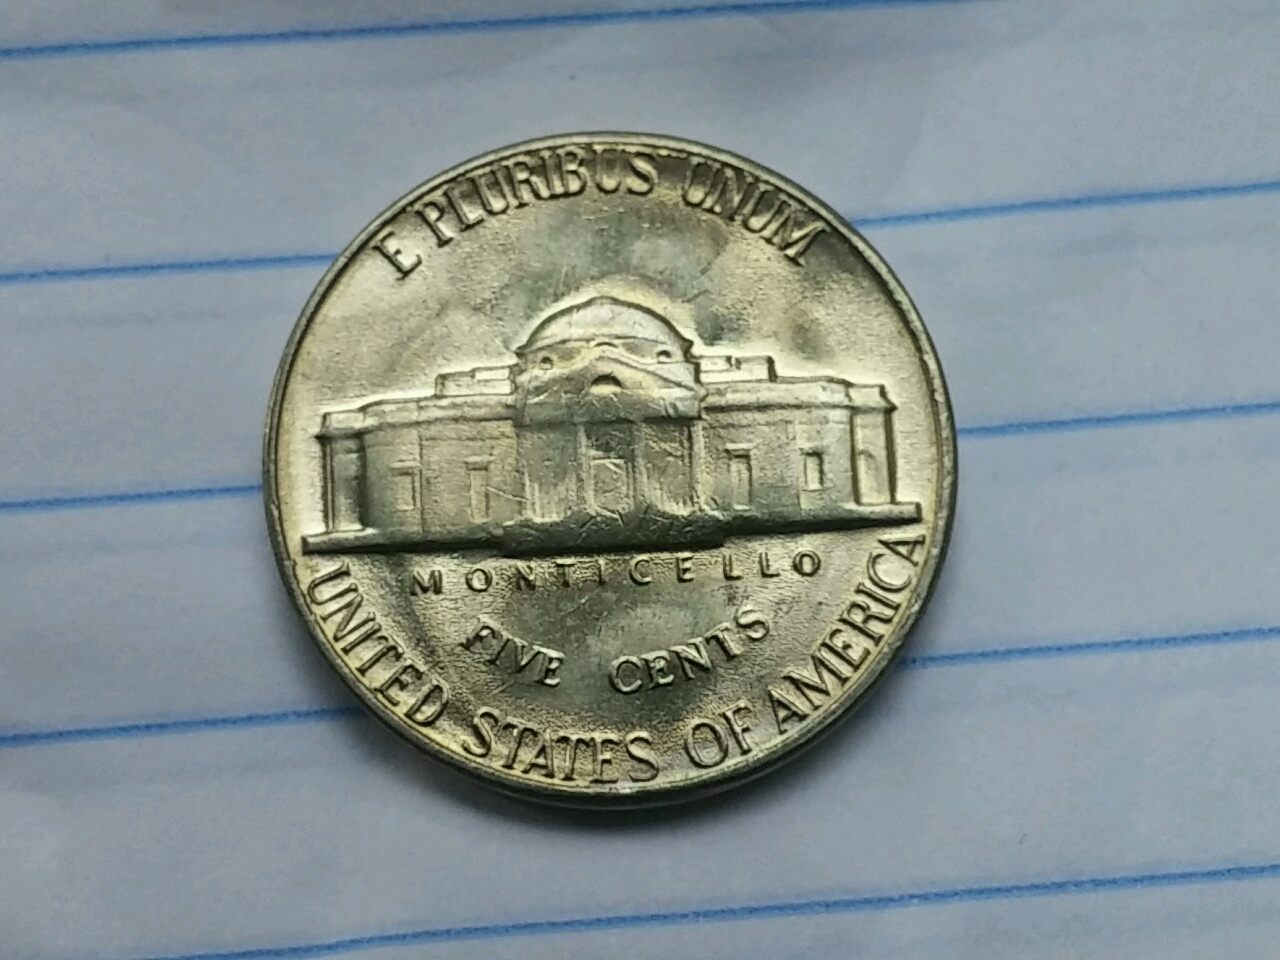 E PLURIBUS UNUM
MONTICELLO
FIVE CENTS
UNITED STATES OF AMERICA